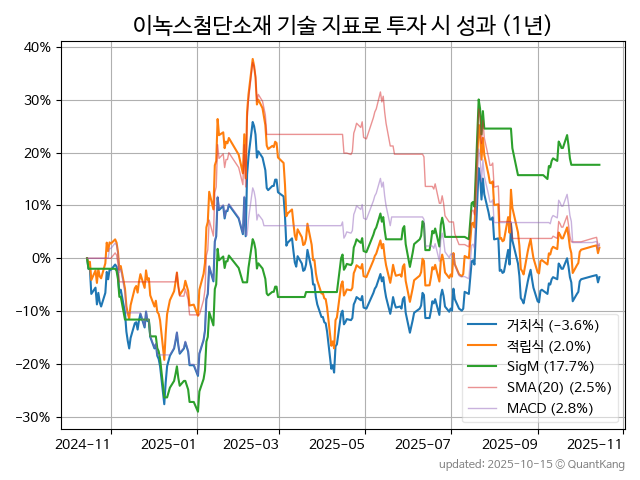 이녹스첨단소재 기술 지표로 투자 시 성과 (1년)
40%
30%
20%
10%
0%
−10%
−20%
−30%
거치식 (−3.6%)
적립식 (2.0%)
SigM (17.7%)
SMA(20) (2.5%)
MACD (2.8%)
2024-11
2025-01
2025-03
2025-05
2025-07
2025-09
2025-11
updated: 2025-10-15 © QuantKang